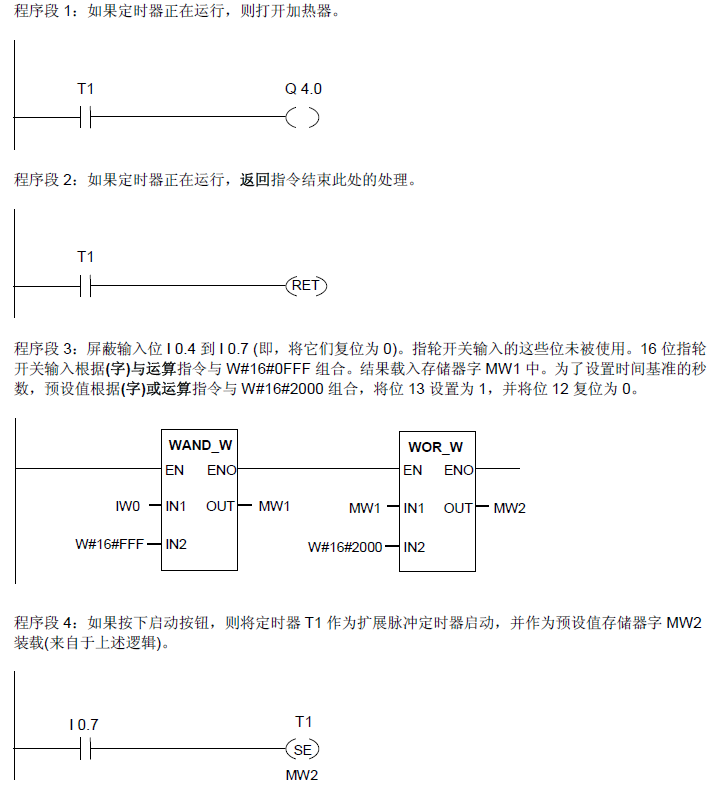 程序段 1：如果定时器正在运行，则打开加热器。
T1 Q 4.0
程序段 2：如果定时器正在运行，返回指令结束此处的处理。
T1
RET
程序段 3：屏蔽输入位 I 0.4 到 I 0.7 (即，将它们复位为 0)。指轮开关输入的这些位未被使用。16 位指轮
开关输入根据(字)与运算指令与 W#16#0FFF 组合。结果载入存储器字 MW1 中。为了设置时间基准的秒
数，预设值根据(字)或运算指令与 W#16#2000 组合，将位 13 设置为 1，并将位 12 复位为 0。
WAND_W WOR_W
EN ENO EN ENO
IW0 IN1 OUT MW1 MW1 IN1 OUT MW2
W#16#FFF IN2 W#16#2000 IN2
程序段 4：如果按下启动按钮，则将定时器 T1 作为扩展脉冲定时器启动，并作为预设值存储器字 MW2
装载(来自于上述逻辑)。
I 0.7 T1
SE
MW2